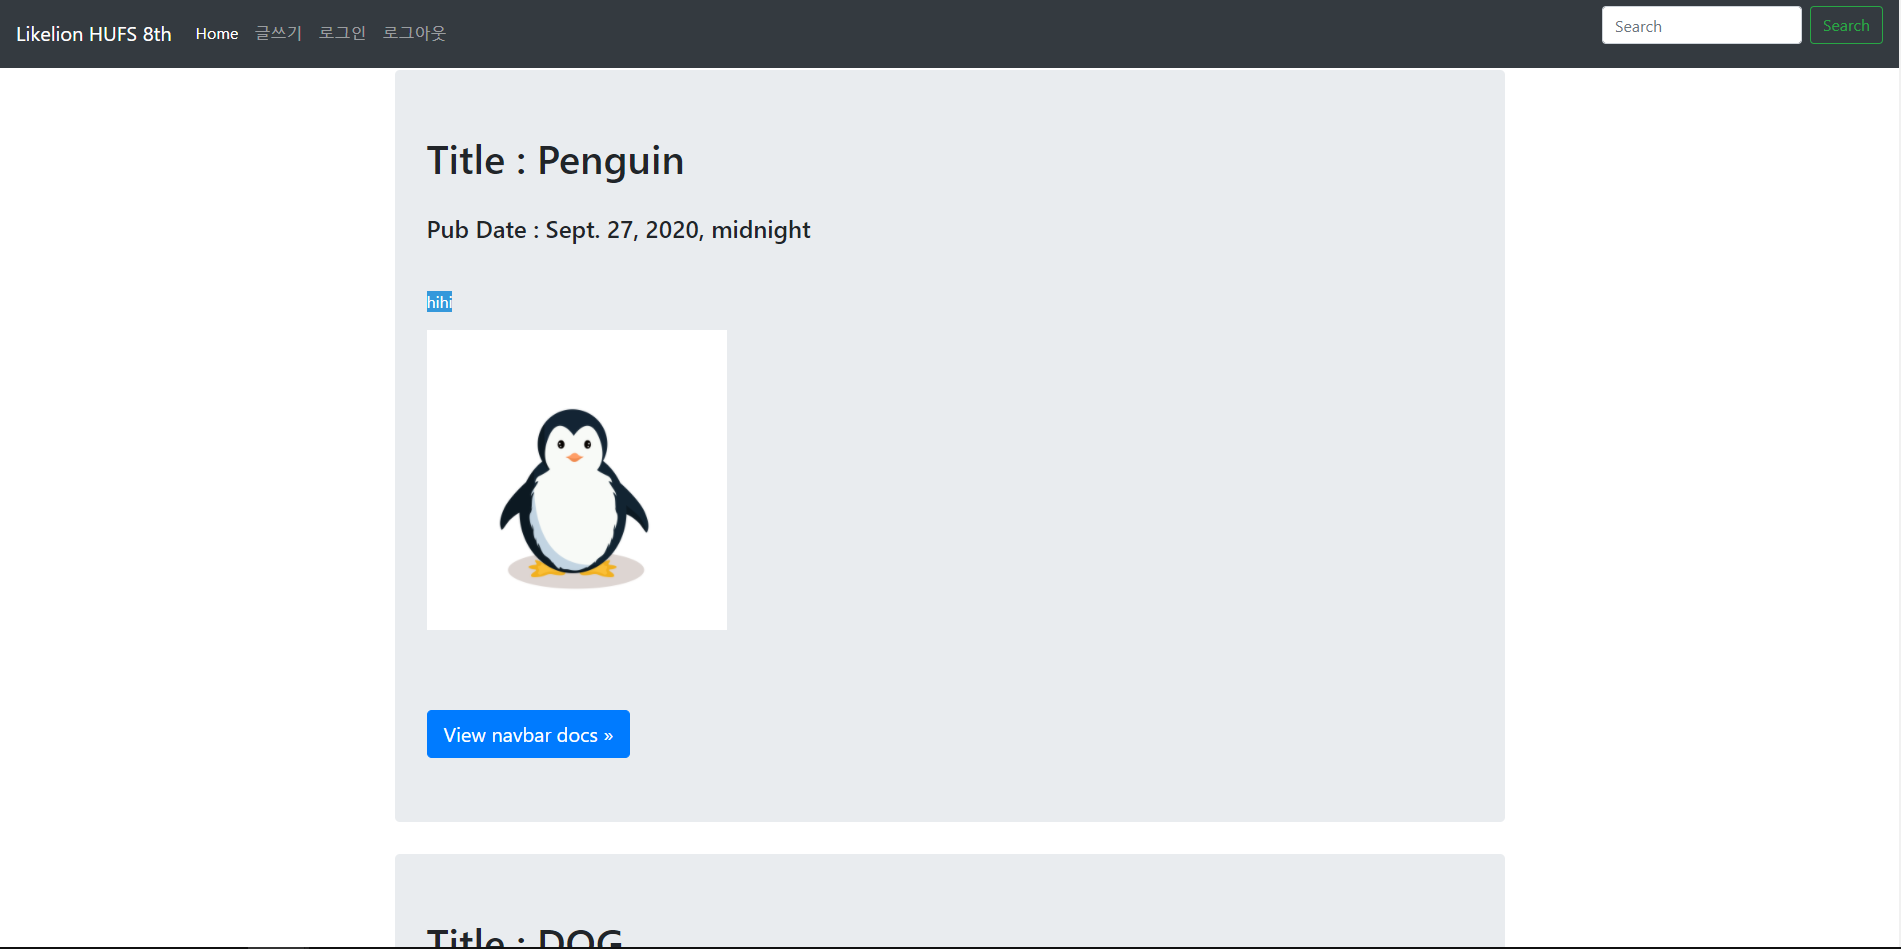 Likelion HUFS 8th Home 글쓰기 로그인 로그아웃 Search Search
Title : Penguin
Pub Date : Sept. 27, 2020, midnight
hihi
View navbar docs »
Title : DOG